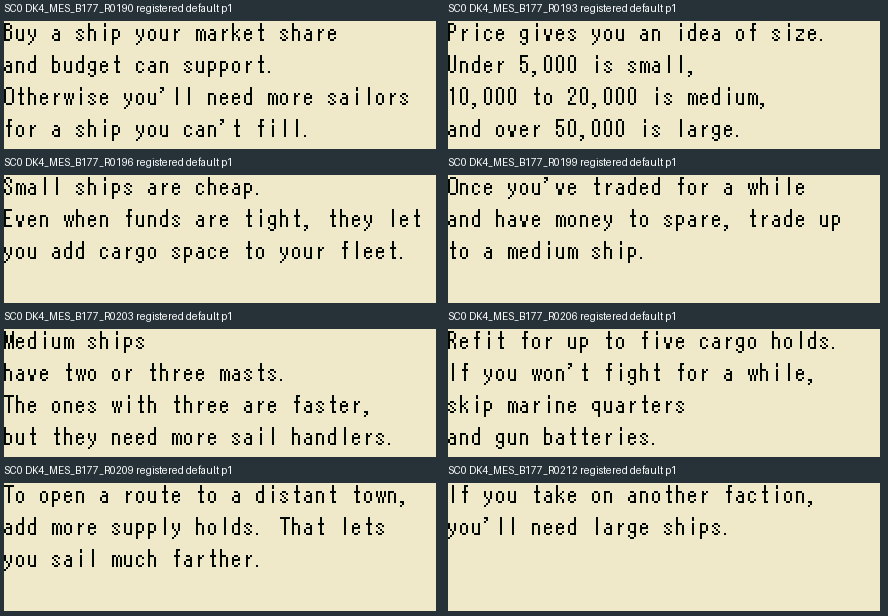 SC0 DK4_MES_B177_R0190 registered default p1
Buy a ship your market share
and budget can support.
Otherwise you'll need more sailors
for a ship you can't fill.
SC0 DK4_MES_B177_R0193 registered default p1
Price gives you an idea of size.
Under 5,000 is small,
10,000 to 20,000 is medium,
and over 50,000 is large.
SC0 DK4_MES_B177_R0196 registered default p1
Small ships are cheap.
Even when funds are tight, they let
you add cargo space to your fleet.
SC0 DK4_MES_B177_R0199 registered default p1
Once you've traded for a while
and have money to spare, trade up
to a medium ship.
SC0 DK4_MES_B177_R0203 registered default p1
Medium ships
have two or three masts.
The ones with three are faster,
but they need more sail handlers.
SC0 DK4_MES_B177_R0206 registered default p1
Refit for up to five cargo holds.
If you won't fight for a while,
skip marine quarters
and gun batteries.
SC0 DK4_MES_B177_R0209 registered default p1
To open a route to a distant town,
add more supply holds. That lets
you sail much farther.
SC0 DK4_MES_B177_R0212 registered default p1
If you take on another faction,
you'll need large ships.